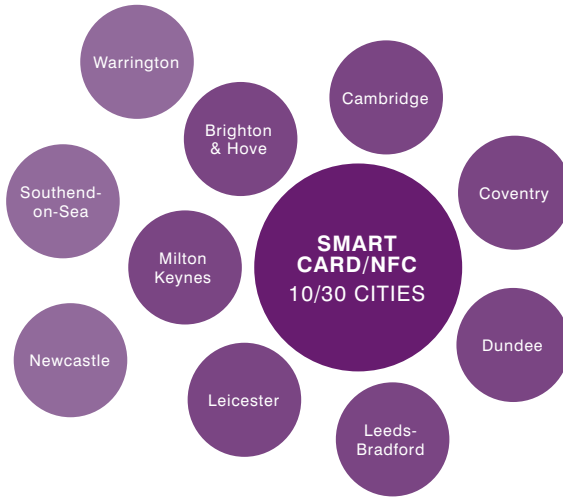 Warrington
Cambridge
Brighton
& Hove
Southend-
on-Sea
Coventry
SMART
CARD/NFC
10/30 CITIES
Milton
Keynes
Newcastle
Dundee
Leicester
Leeds-
Bradford